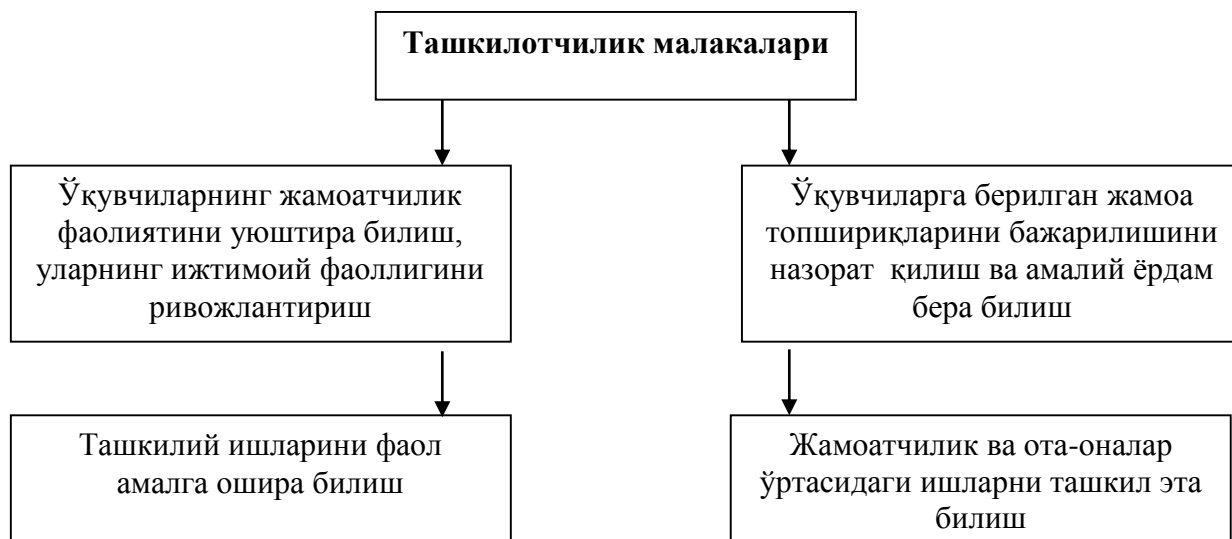 Ташкилотчилик малакалари
Ўқувчиларнинг жамоатчилик
фаолиятини уюштира билиш,
уларнинг ижтимоий фаоллигини
ривожлантириш
Ўқувчиларга берилган жамоа
топшириқларини бажарилишини
назорат қилиш ва амалий ёрдам
бера билиш
Ташкилий ишларини фаол
амалга ошира билиш
Жамоатчилик ва ота-оналар
ўртасидаги ишларни ташкил эта
билиш